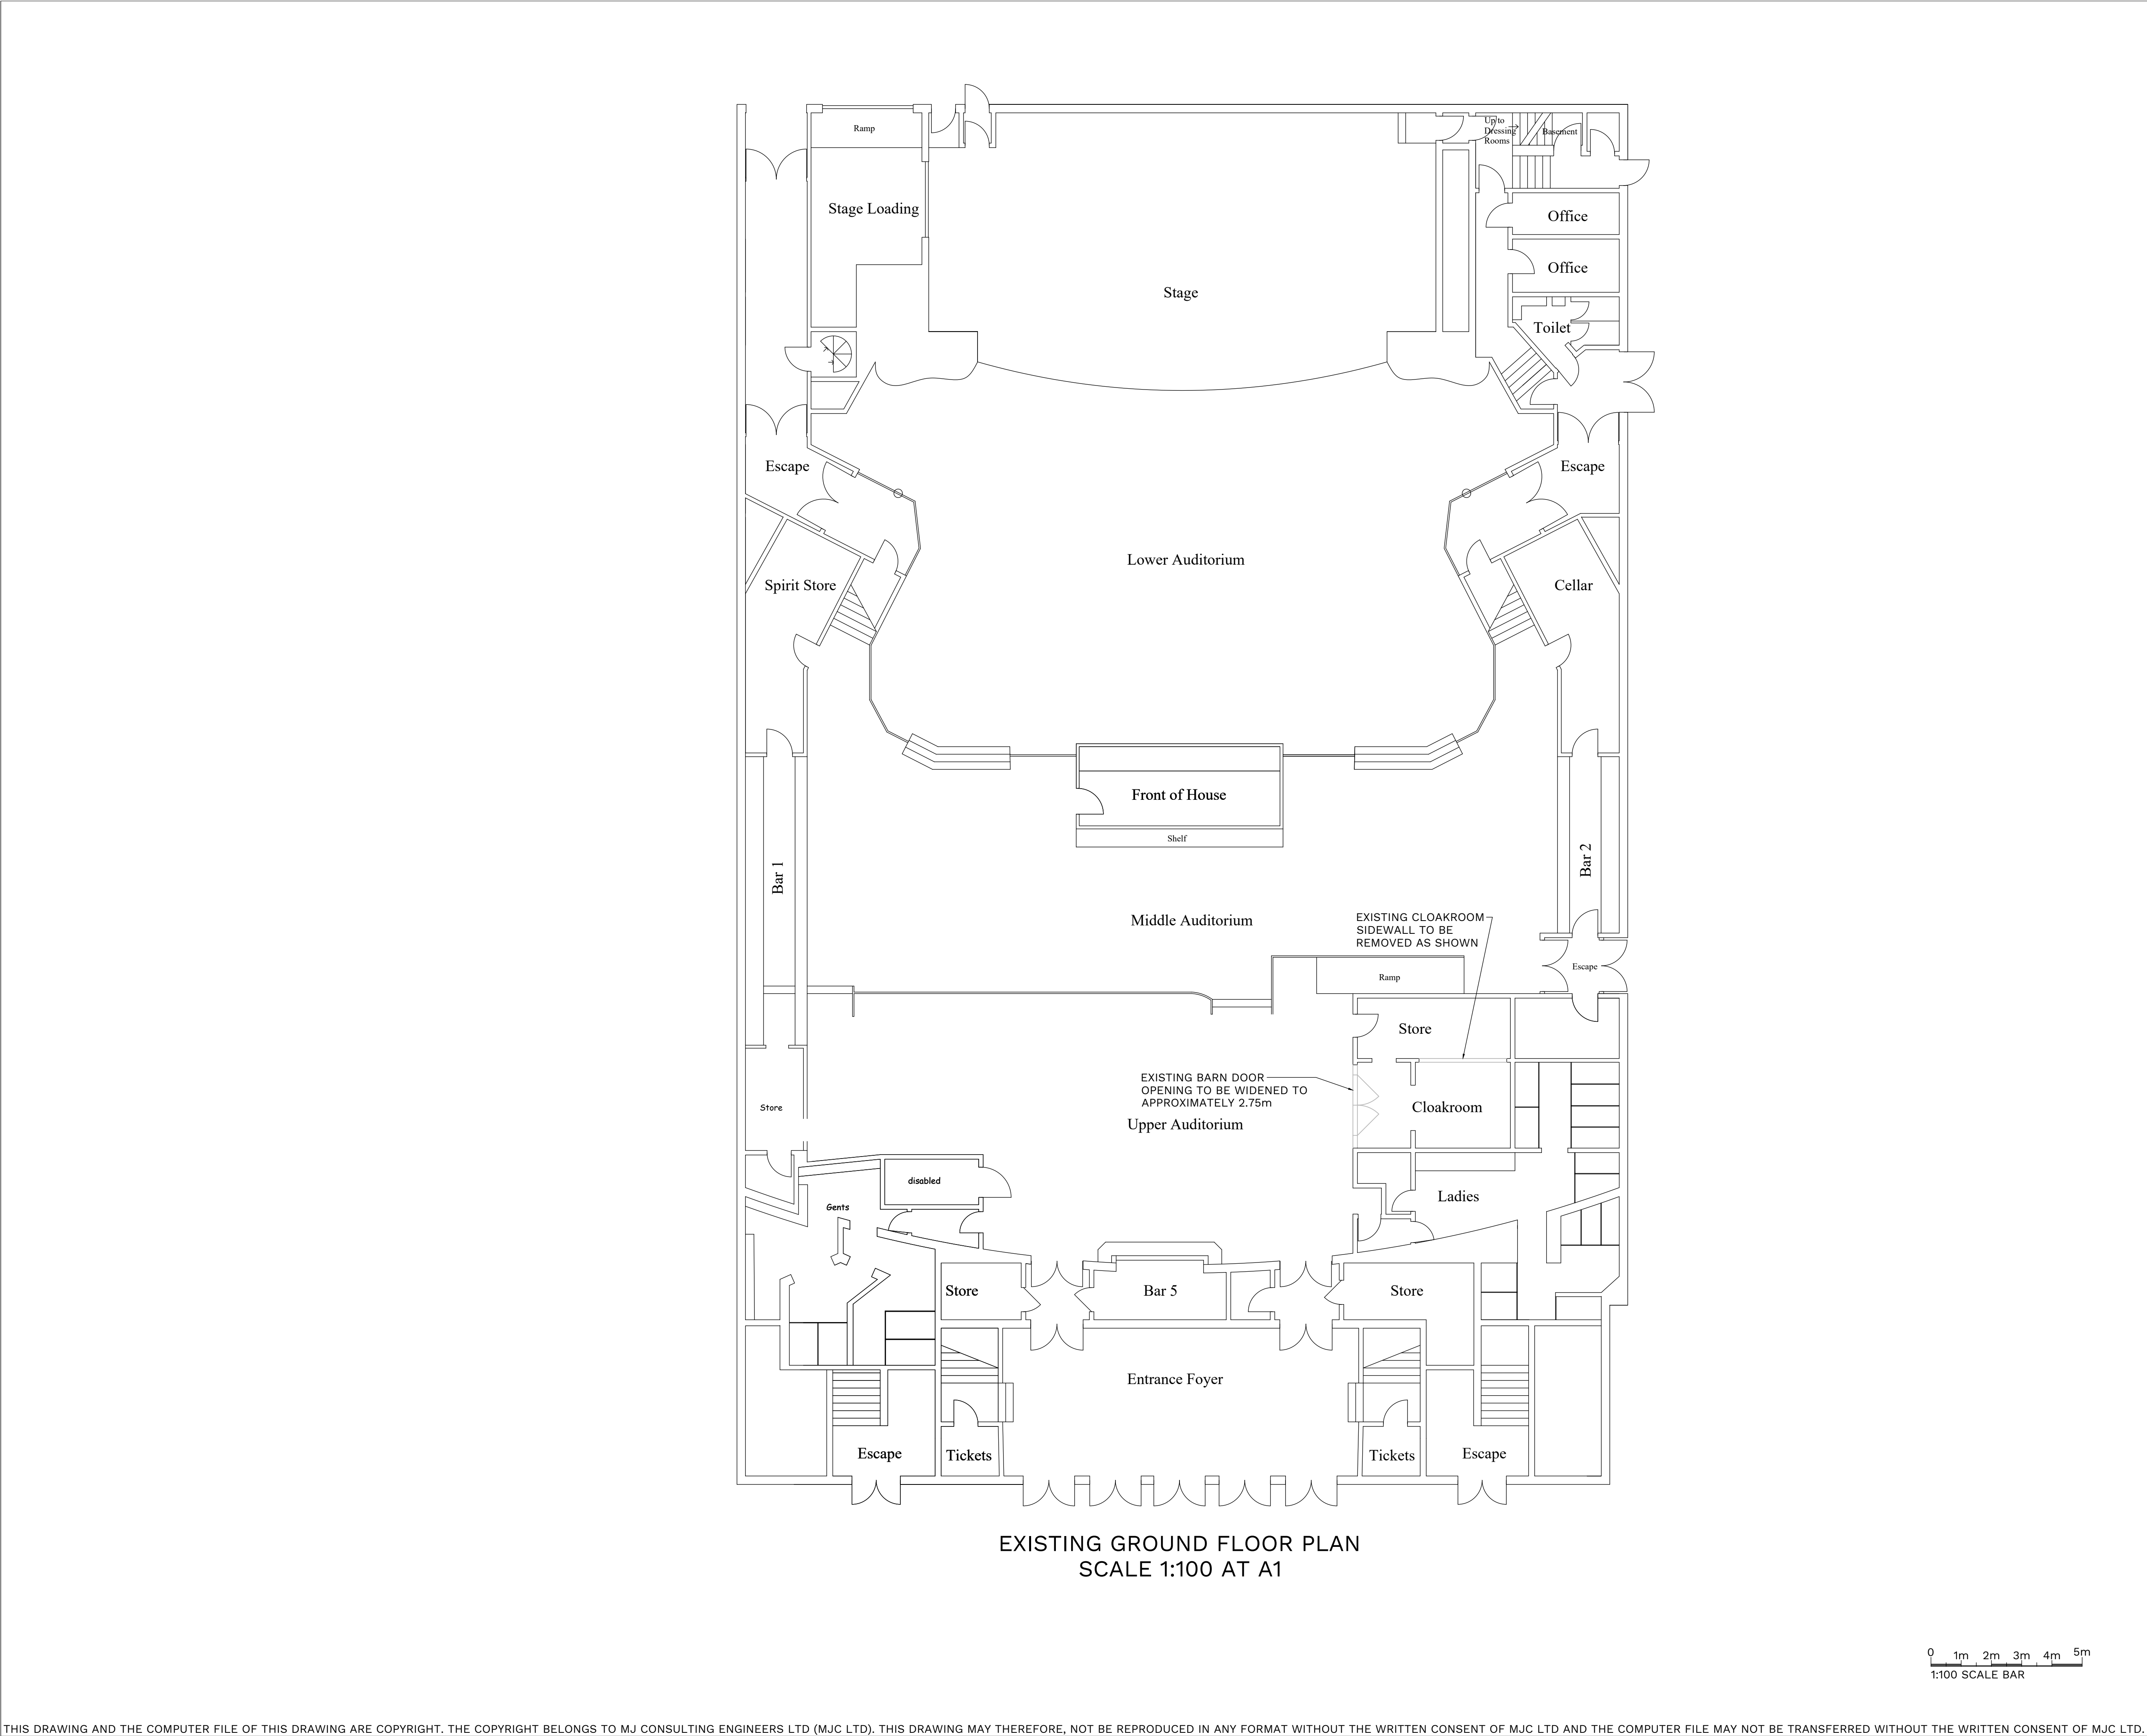 Ramp
Up to
Dressing
Rooms
Basement
Stage Loading
Office
Office
Stage
Toilet
Escape
Escape
Lower Auditorium
Spirit Store
Cellar
Front of House
Shelf
Bar 1
Bar 2
Middle Auditorium
EXISTING CLOAKROOM
SIDEWALL TO BE
REMOVED AS SHOWN
Escape
Ramp
Store
EXISTING BARN DOOR
OPENING TO BE WIDENED TO
APPROXIMATELY 2.75m
Store
Cloakroom
Upper Auditorium
disabled
Ladies
Gents
Store
Bar 5
Store
Entrance Foyer
Escape
Tickets
Tickets
Escape
EXISTING GROUND FLOOR PLAN
SCALE 1:100 AT A1
0 1m 2m 3m 4m 5m
1:100 SCALE BAR
THIS DRAWING AND THE COMPUTER FILE OF THIS DRAWING ARE COPYRIGHT. THE COPYRIGHT BELONGS TO MJ CONSULTING ENGINEERS LTD (MJC LTD). THIS DRAWING MAY THEREFORE, NOT BE REPRODUCED IN ANY FORMAT WITHOUT THE WRITTEN CONSENT OF MJC LTD AND THE COMPUTER FILE MAY NOT BE TRANSFERRED WITHOUT THE WRITTEN CONSENT OF MJC LTD.